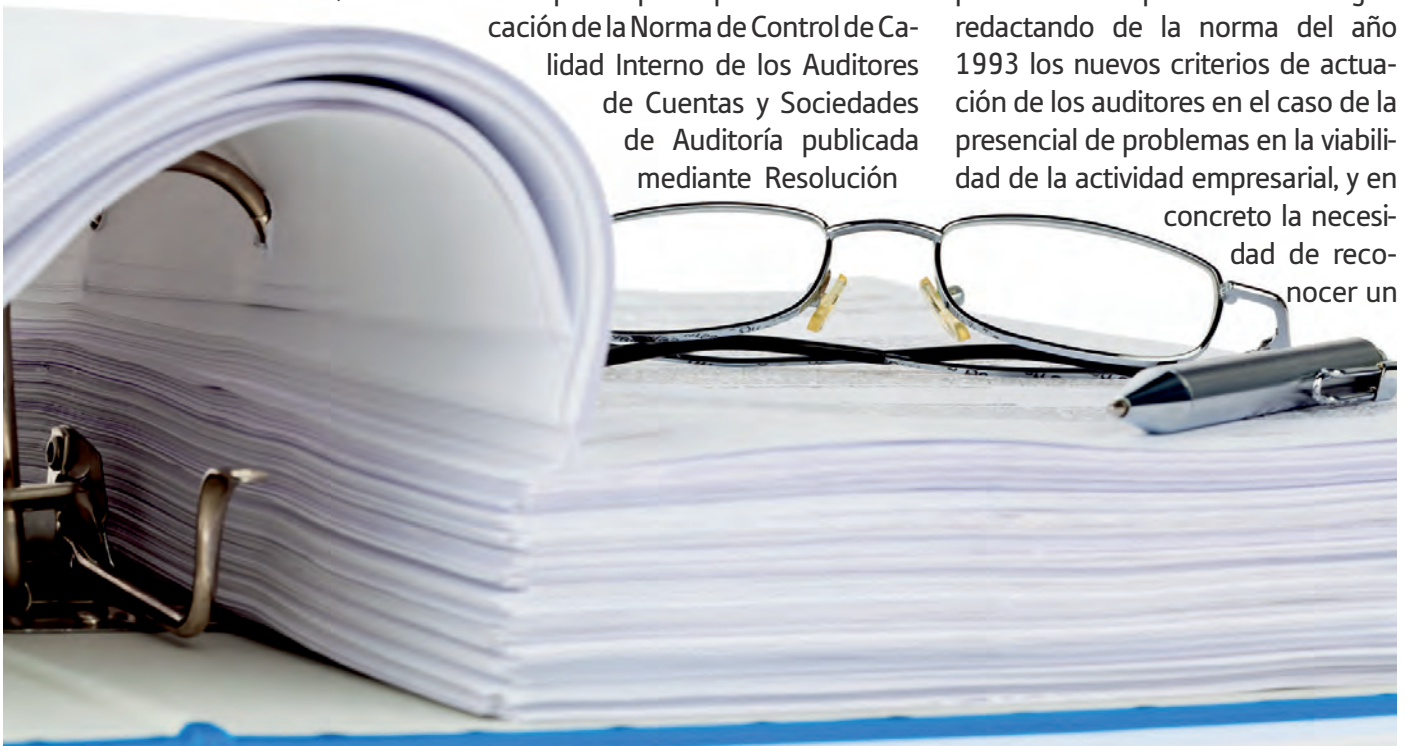 cación de la Norma de Control de Ca-
lidad Interno de los Auditores
de Cuentas y Sociedades
de Auditoría publicada
mediante Resolución
redactando de la norma del año
1993 los nuevos criterios de actua-
ción de los auditores en el caso de la
presencial de problemas en la viabili-
dad de la actividad empresarial, y en
concreto la necesi-
dad de reco-
nocer un